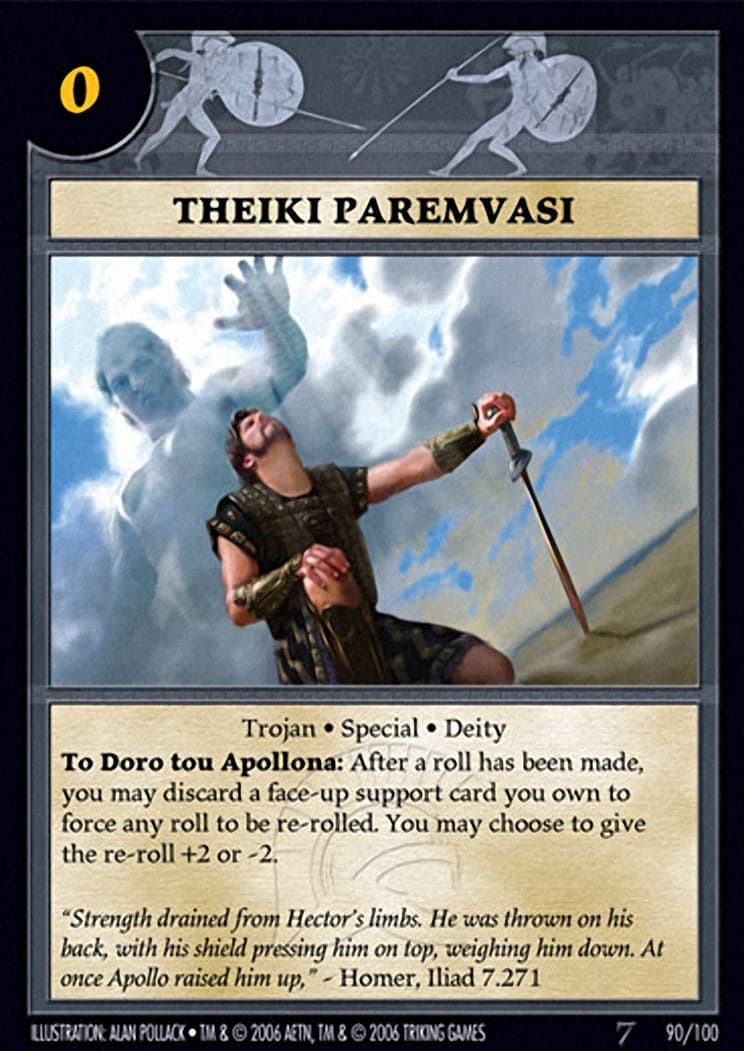 0
THEIKI PAREMVASI
Trojan • Special • Deity
To Doro tou Apollona: After a roll has been made,
you may discard a face-up support card you own to
force any roll to be re-rolled. You may choose to give
the re-roll +2 or -2.
“Strength drained from Hector’s limbs. He was thrown on his
back, with his shield pressing him on top, weighing him down. At
once Apollo raised him up,” - Homer, Iliad 7.271
ILLUSTRATION: ALAN POLLACK • TM & © 2006 AETN, TM & © 2006 TRIKING GAMES 7 90/100